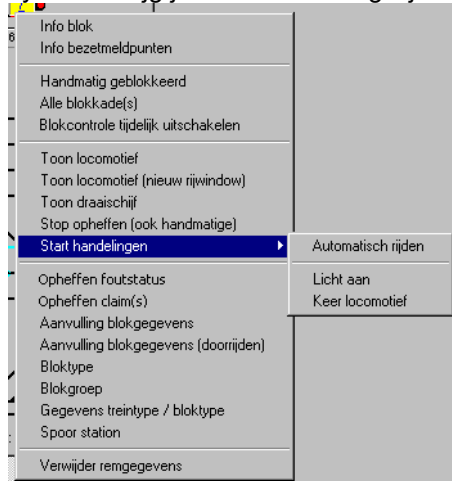 Info blok
Info bezetmeldpunten
Handmatig geblokkeerd
Alle blokkade(s)
Blokcontrole tijdelijk uitschakelen
Toon locomotief
Toon locomotief (nieuw rijwindow)
Toon draaischijf
Stop opheffen (ook handmatige)
Start handelingen
Automatisch rijden
Licht aan
Keer locomotief
Opheffen foutstatus
Opheffen claim(s)
Aanvulling blokgegevens
Aanvulling blokgegevens (doorrijden)
Bloktype
Blokgroep
Gegevens treintype / bloktype
Spoor station
Verwijder remgegevens